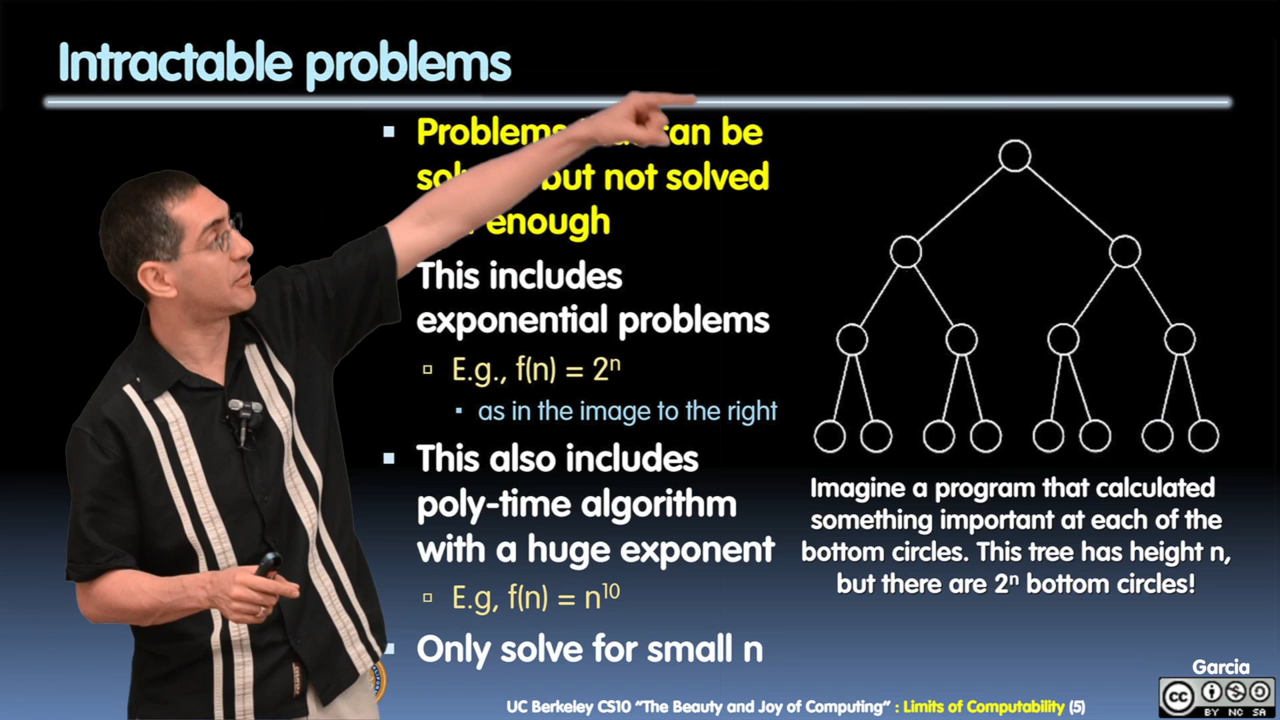 Intractable problems
Problems can be
but not solved
enough
This includes
exponential problems
E.g., f(n) = 2ⁿ
as in the image to the right
This also includes
poly-time algorithm
with a huge exponent
E.g, f(n) = n¹⁰
Only solve for small n
Imagine a program that calculated
something important at each of the
bottom circles. This tree has height n,
but there are 2ⁿ bottom circles!
Garcia
cc
BY NC SA
UC Berkeley CS10 “The Beauty and Joy of Computing” : Limits of Computability (5)